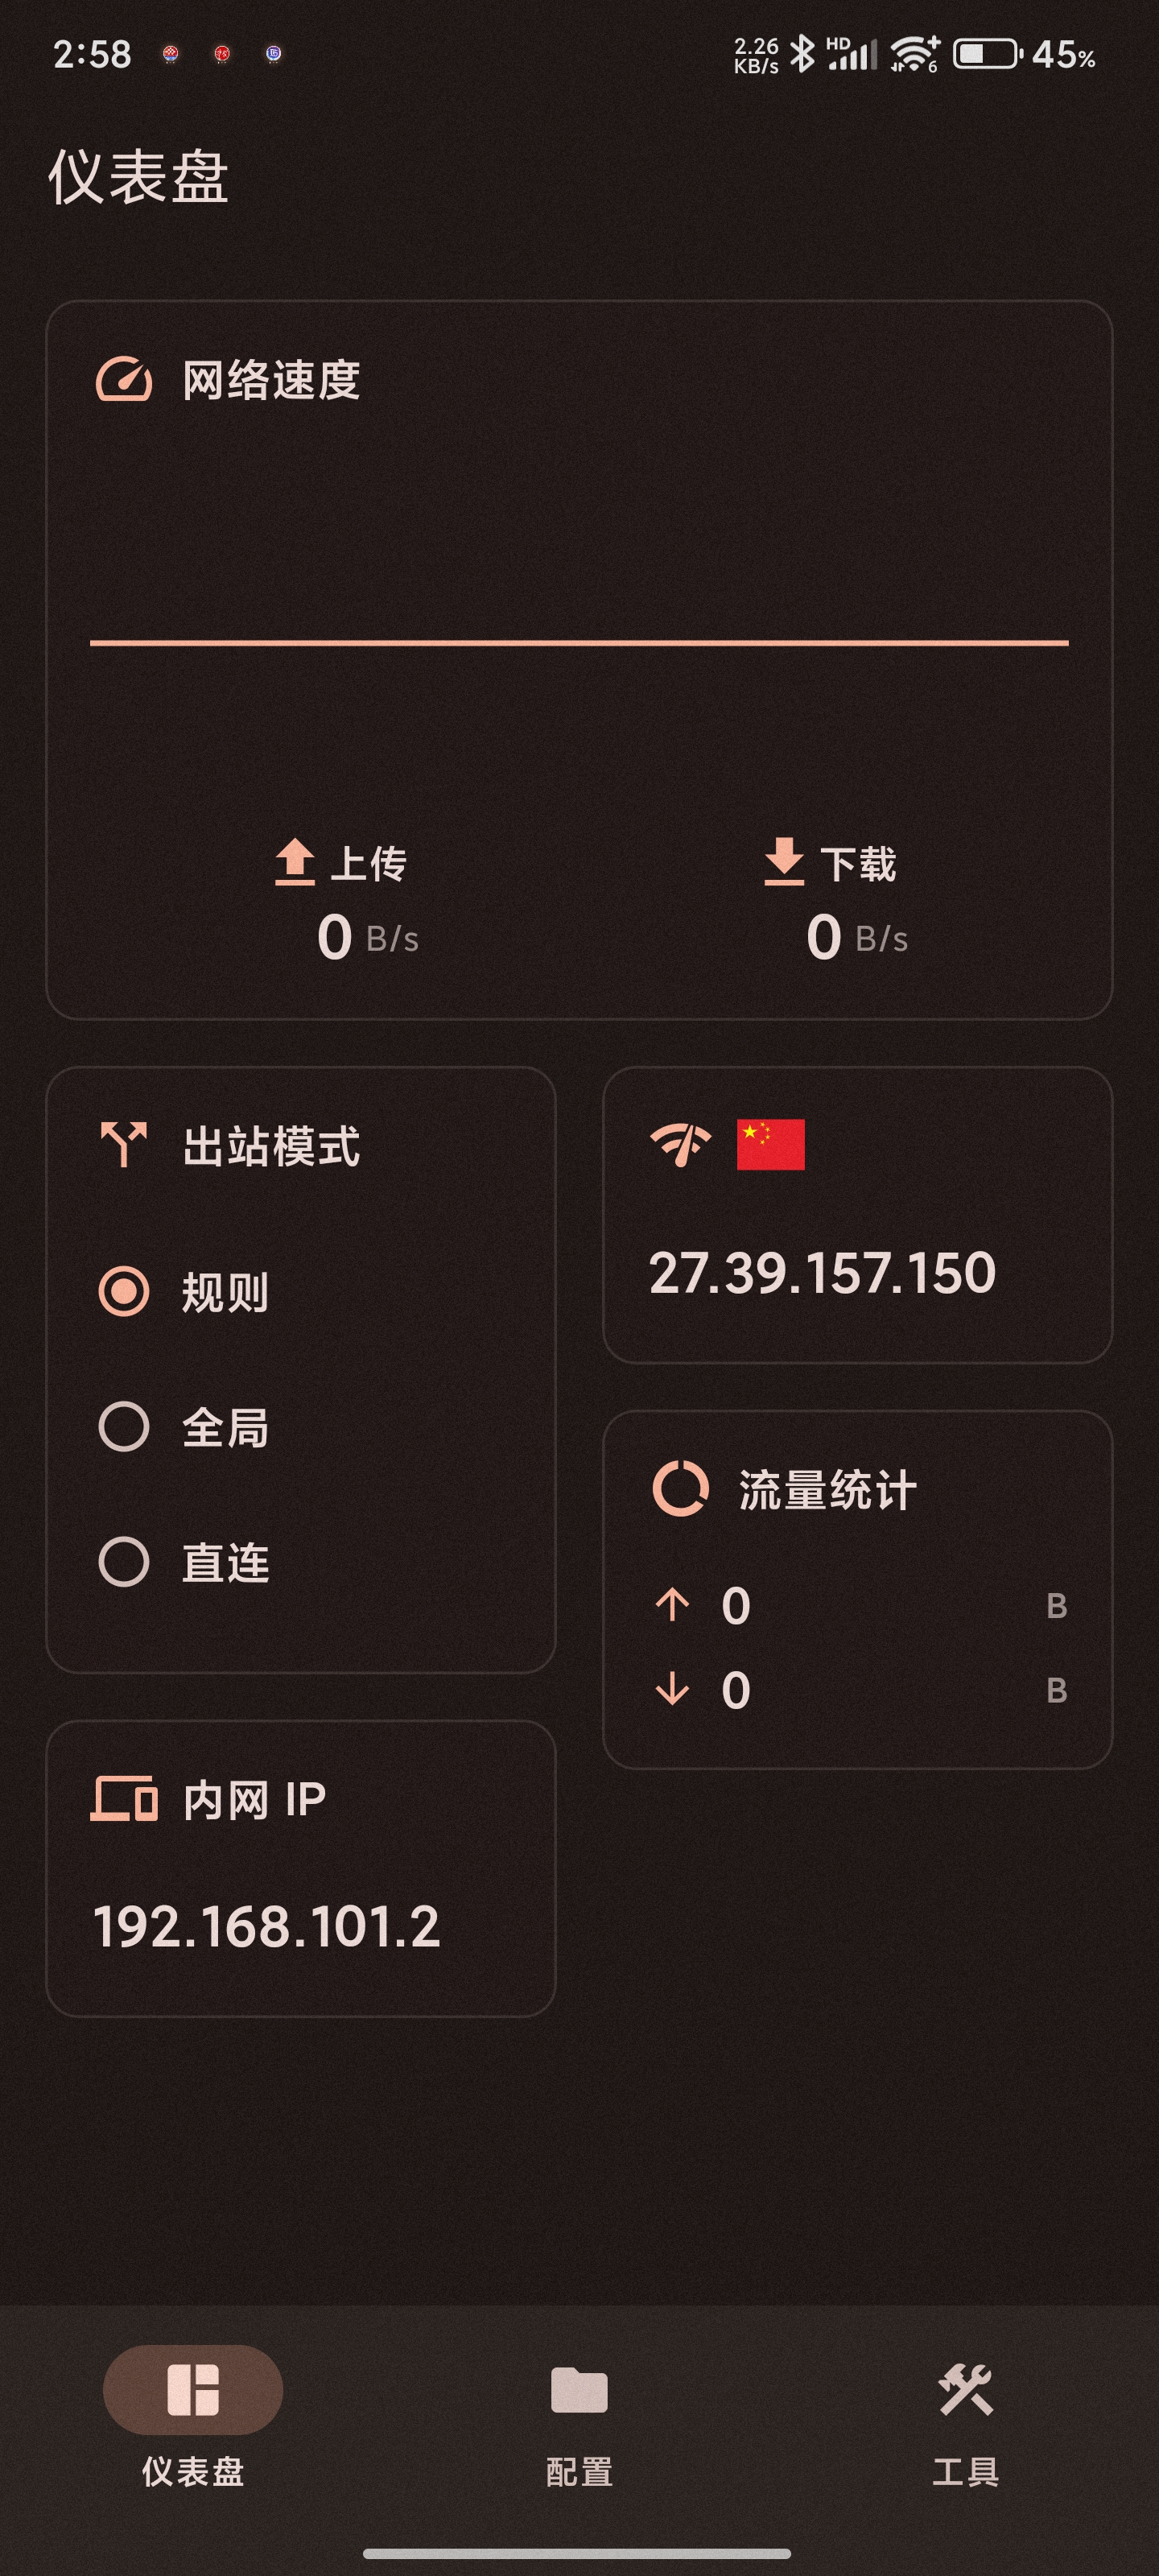 2:58 2.26 KB/s HD 6 45%
仪表盘
网络速度
上传 下载
0 B/s 0 B/s
出站模式
规则
全局
直连
27.39.157.150
流量统计
0 B
0 B
内网 IP
192.168.101.2
仪表盘 配置 工具